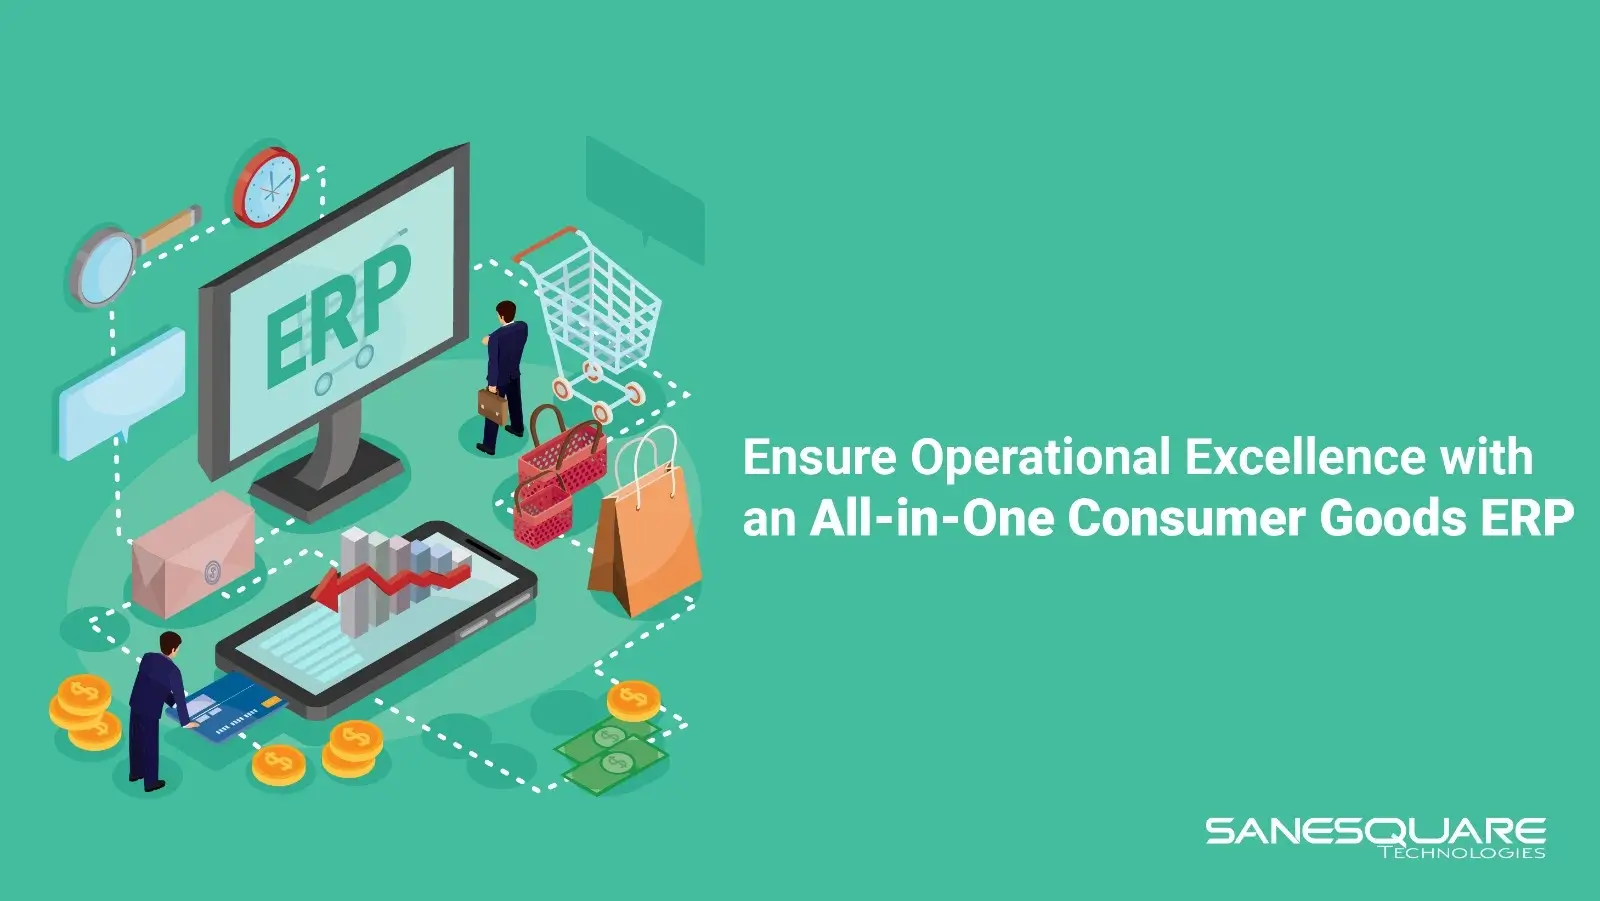 ERP
Ensure Operational Excellence with
an All-in-One Consumer Goods ERP
SANESQUARE
TECHNOLOGIES